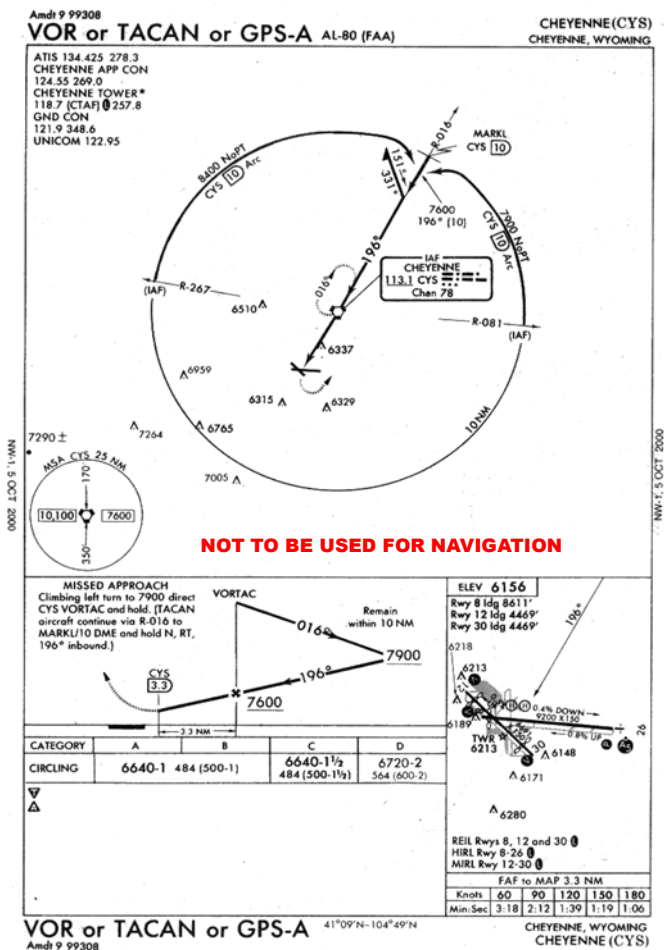 Amdt 9 99308
VOR or TACAN or GPS-A AL-80 (FAA)
CHEYENNE(CYS)
CHEYENNE, WYOMING
ATIS 134.425 278.3
CHEYENNE APP CON
124.55 269.0
CHEYENNE TOWER*
118.7 (CTAF) L 257.8
GND CON
121.9 348.6
UNICOM 122.95
R-016
MARKL
CYS 10
8400 NoPT
CYS 10 Arc
151°
331°
7600
196° (10)
7900 NoPT
CYS 10 Arc
196°
IAF
CHEYENNE
113.1 CYS
Chan 78
016°
(IAF)
R-267
6510
R-081
(IAF)
6337
6959
6315
6329
10 NM
7290 ±
7264
6765
7005
MSA CYS 25 NM
170°
10,100
7600
350°
NW-1, 5 OCT 2000
NW-1, 5 OCT 2000
NOT TO BE USED FOR NAVIGATION
MISSED APPROACH
Climbing left turn to 7900 direct
CYS VORTAC and hold. (TACAN
aircraft continue via R-016 to
MARKL/10 DME and hold N, RT,
196° inbound.)
VORTAC
016°
Remain
within 10 NM
7900
196°
7600
CYS
3.3
3.3 NM
ELEV 6156
Rwy 8 ldg 8611'
Rwy 12 ldg 4469'
Rwy 30 ldg 4469'
196°
6218
6213
0.4% DOWN
9200 X150
0.8% UP
26
6189
TWR
6213
30
6148
6171
6280
REIL Rwys 8, 12 and 30 L
HIRL Rwy 8-26 L
MIRL Rwy 12-30 L
CATEGORY A B C D
CIRCLING 6640-1 484 (500-1) 6640-1½ 484 (500-1½) 6720-2 564 (600-2)
FAF to MAP 3.3 NM
Knots 60 90 120 150 180
Min:Sec 3:18 2:12 1:39 1:19 1:06
VOR or TACAN or GPS-A 41°09'N-104°49'N
Amdt 9 99308
CHEYENNE, WYOMING
CHEYENNE (CYS)